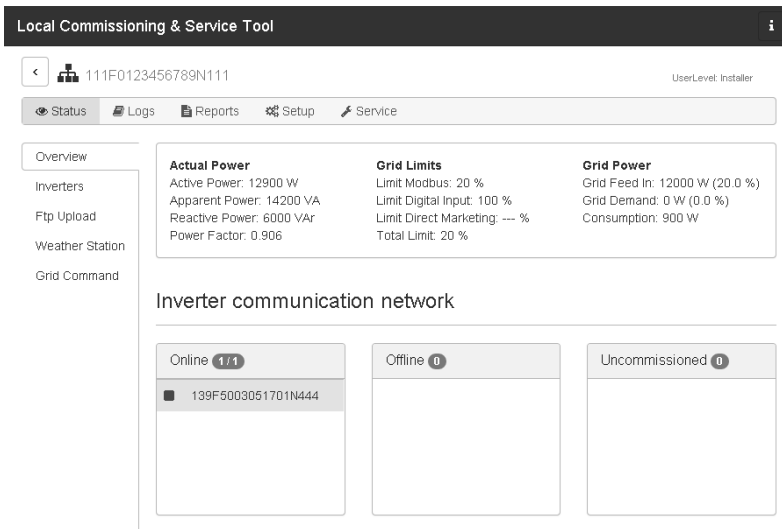 Local Commissioning & Service Tool
i
111F0123456789N111
UserLevel: Installer
Status Logs Reports Setup Service
Overview
Inverters
Ftp Upload
Weather Station
Grid Command
Actual Power
Active Power: 12900 W
Apparent Power: 14200 VA
Reactive Power: 6000 VAr
Power Factor: 0.906
Grid Limits
Limit Modbus: 20 %
Limit Digital Input: 100 %
Limit Direct Marketing: --- %
Total Limit: 20 %
Grid Power
Grid Feed In: 12000 W (20.0 %)
Grid Demand: 0 W (0.0 %)
Consumption: 900 W
Inverter communication network
Online 1/1
139F5003051701N444
Offline 0
Uncommissioned 0